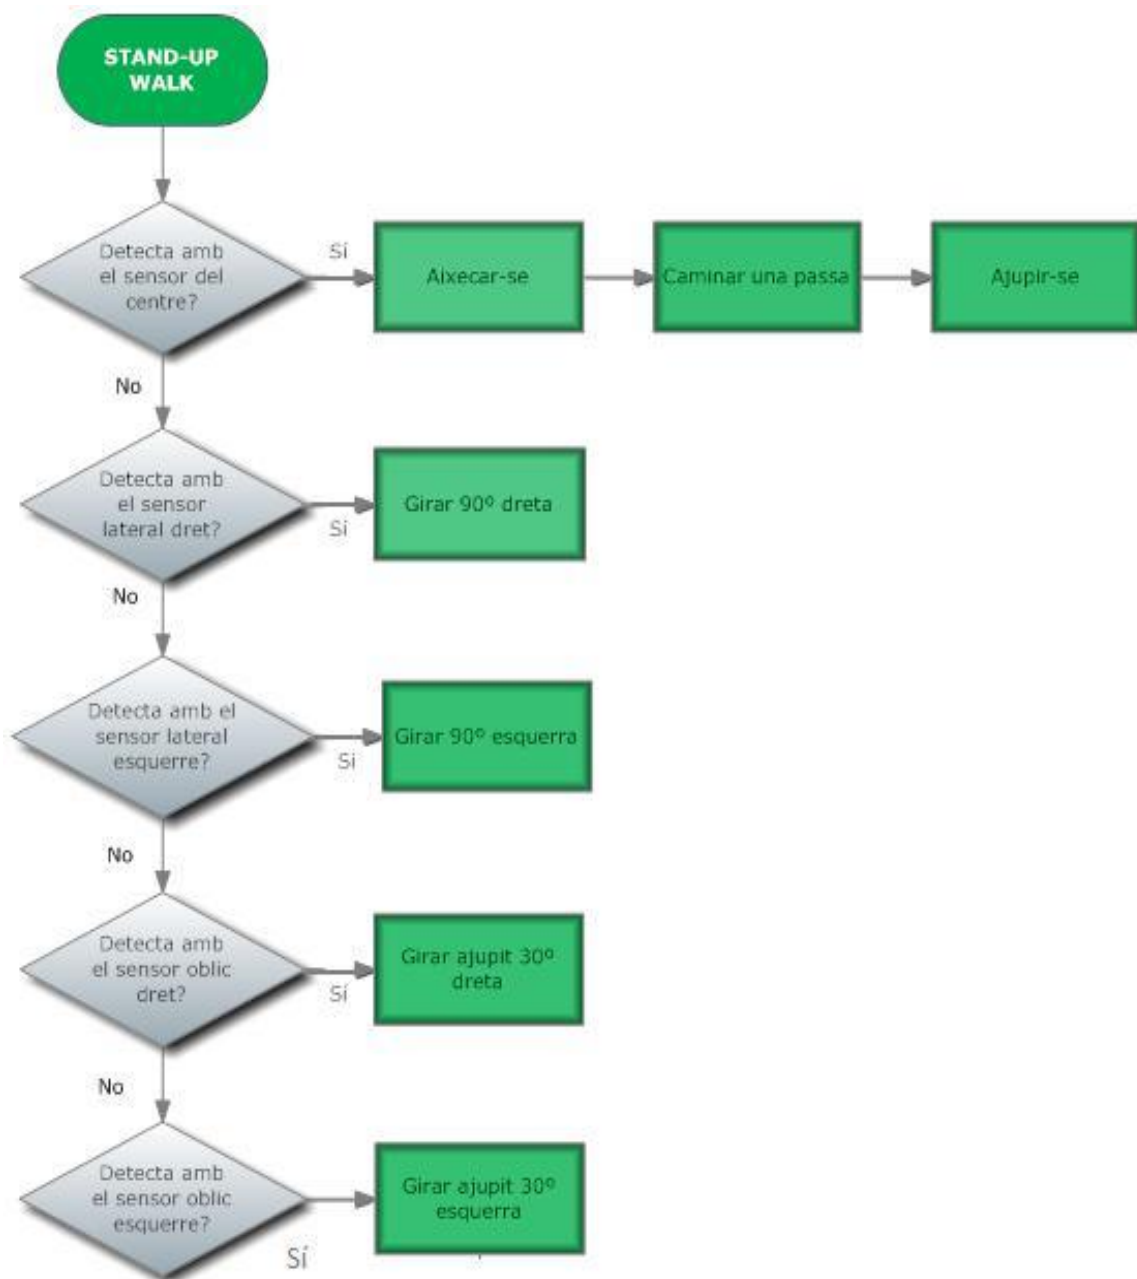 STAND-UP
WALK
Detecta amb
el sensor del
centre?
Sí
Aixecar-se
Caminar una passa
Ajupir-se
No
Detecta amb
el sensor
lateral dret?
Sí
Girar 90º dreta
No
Detecta amb el
sensor lateral
esquerre?
Sí
Girar 90º esquerra
No
Detecta amb
el sensor oblic
dret?
Sí
Girar ajupit 30º
dreta
No
Detecta amb
el sensor oblic
esquerre?
Sí
Girar ajupit 30º
esquerra